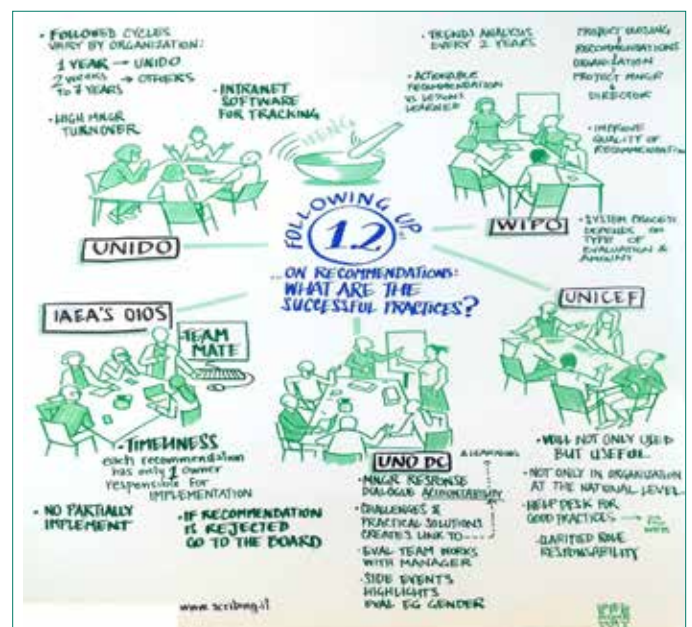 • FOLLOWED CYCLES
VARY BY ORGANIZATION:
1 YEAR → UNIDO
2 WEEKS → OTHERS
TO 7 YEARS
• HIGH MNGR
TURNOVER
• INTRANET
SOFTWARE
FOR TRACKING
UNIDO
• TRENDS ANALYSIS
EVERY 2 YEARS
• ACTIONABLE
RECOMMENDATION
VS LESSONS
LEARNED
RECOMMENDATIONS
ORGANIZATION
PROJECT MNGR
DIRECTOR
• IMPROVE
QUALITY OF
RECOMMENDATION
WIPO
• SYSTEM PROCESS
DEPENDS ON
TYPE OF
EVALUATION &
AMOUNT
FOLLOWING UP
1.2
...ON RECOMMENDATIONS:
WHAT ARE THE
SUCCESSFUL PRACTICES?
IAEA'S OIOS
TEAM
MATE
• TIMELINESS
each recommendation
has only 1 owner
responsible for
IMPLEMENTATION
• NO PARTIALLY
IMPLEMENT
• IF RECOMMENDATION
IS REJECTED
GO TO THE BOARD
UNODC
& LEARNING
• MNGR RESPONSE
DIALOGUE ACCOUNTABILITY
• CHALLENGES &
PRACTICAL SOLUTIONS
CREATES LINK TO
• EVAL TEAM WORKS
WITH MANAGER
• SIDE EVENTS
HIGHLIGHTS
EVAL EG GENDER
UNICEF
• WILL NOT ONLY USED
BUT USEFUL
• NOT ONLY IN ORGANIZATION
AT THE NATIONAL LEVEL
• HELP DESK FOR
GOOD PRACTICES →
• CLARIFIED ROLE
RESPONSABILITY
www.scribing.it